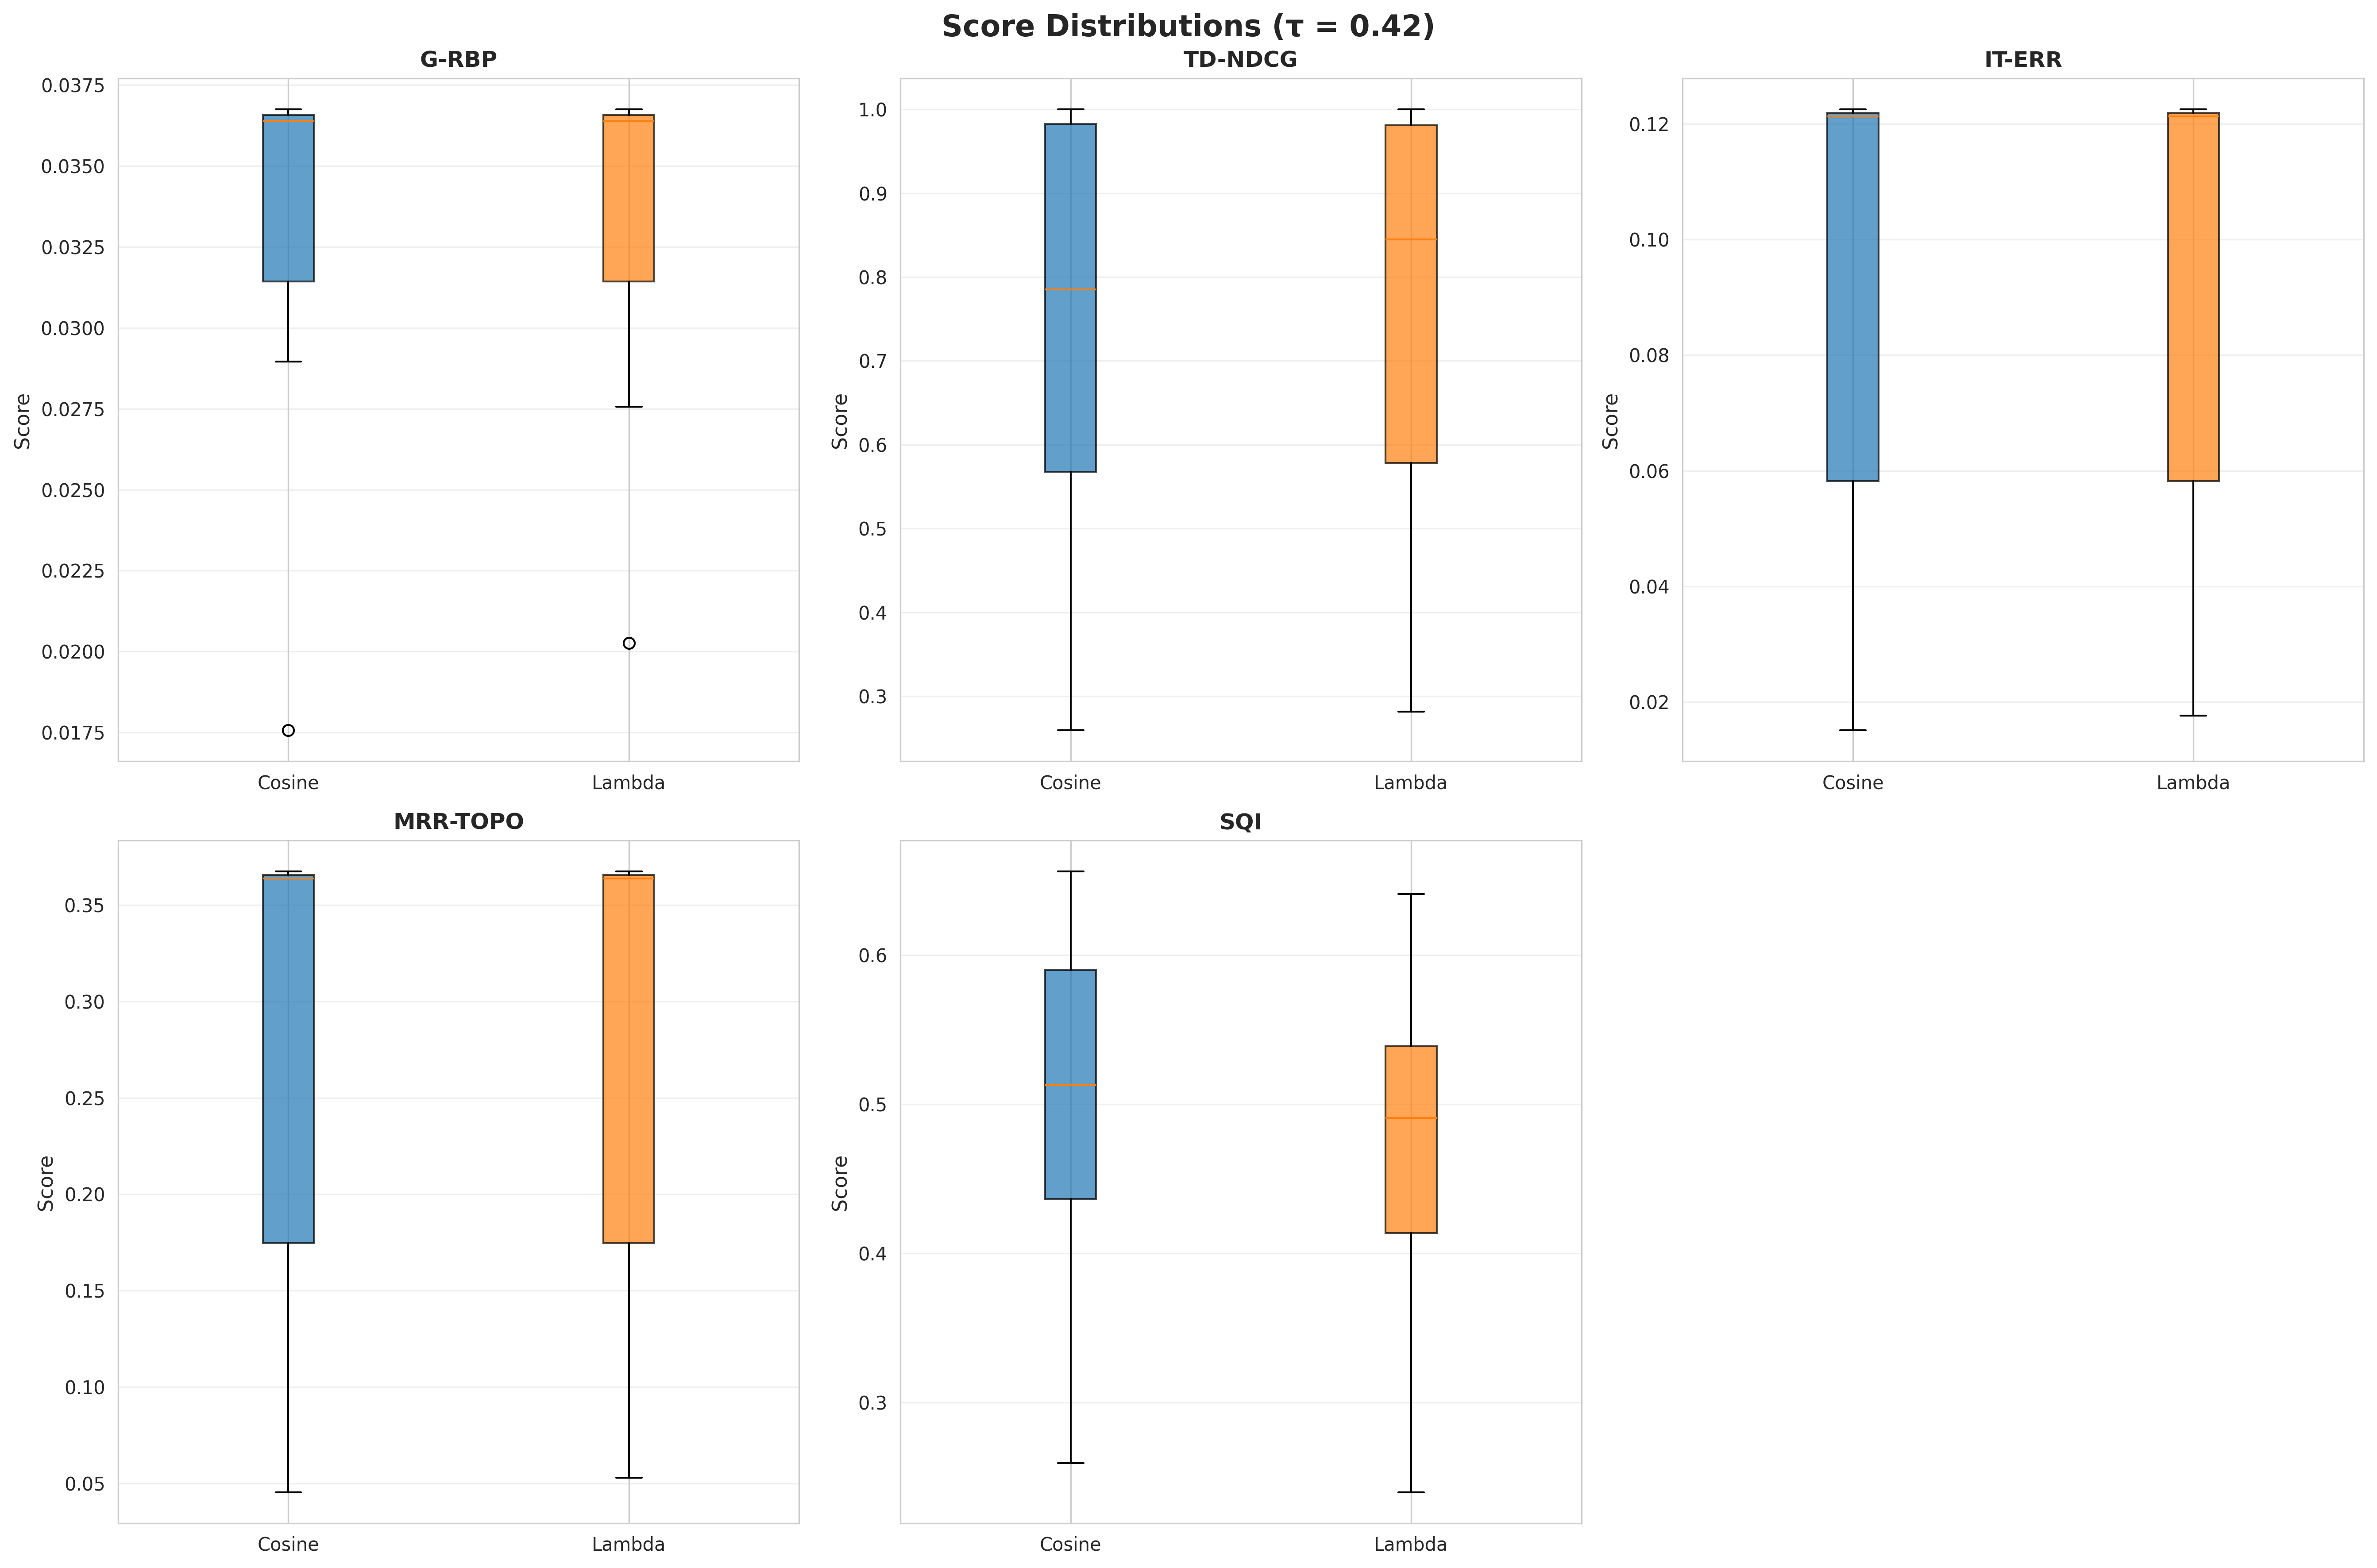 Score Distributions (τ = 0.42)
G-RBP
0.0375
0.0350
0.0325
0.0300
0.0275
0.0250
0.0225
0.0200
0.0175
Score
Cosine Lambda
TD-NDCG
1.0
0.9
0.8
0.7
0.6
0.5
0.4
0.3
Score
Cosine Lambda
IT-ERR
0.12
0.10
0.08
0.06
0.04
0.02
Score
Cosine Lambda
MRR-TOPO
0.35
0.30
0.25
0.20
0.15
0.10
0.05
Score
Cosine Lambda
SQI
0.6
0.5
0.4
0.3
Score
Cosine Lambda